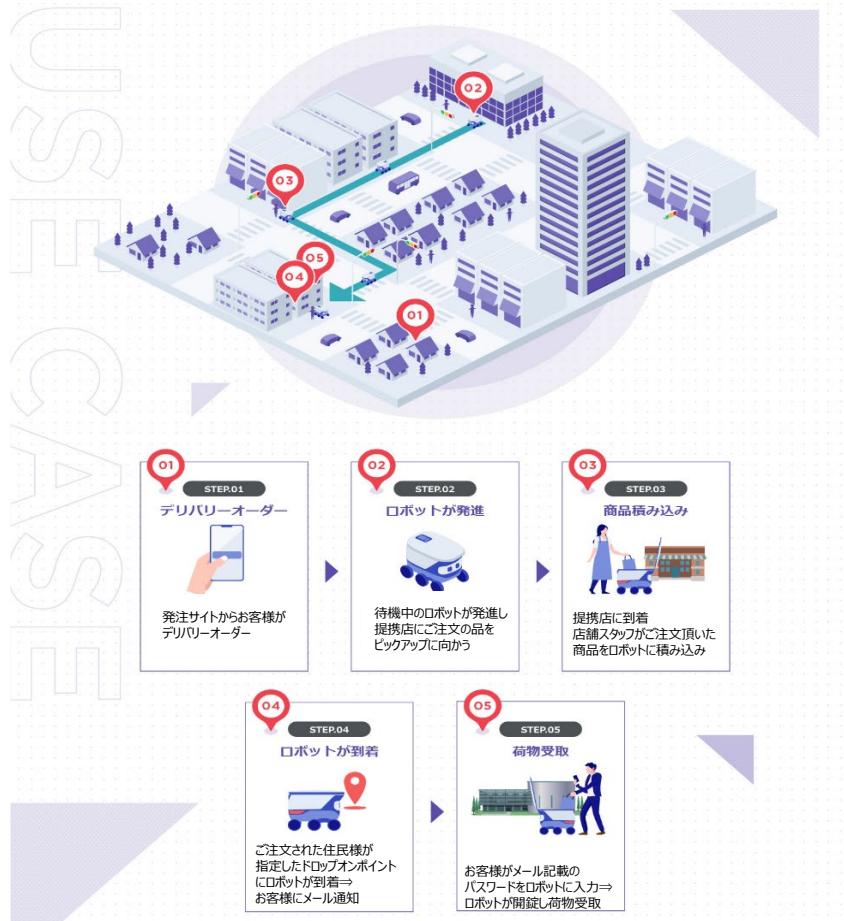 USE CASE
02
03
05
04
01
01
STEP.01
デリバリーオーダー
発注サイトからお客様が
デリバリーオーダー
02
STEP.02
ロボットが発進
待機中のロボットが発進し
提携店にご注文の品を
ピックアップに向かう
03
STEP.03
商品積み込み
提携店に到着
店舗スタッフがご注文頂いた
商品をロボットに積み込み
04
STEP.04
ロボットが到着
ご注文された住民様が
指定したドロップオンポイント
にロボットが到着⇒
お客様にメール通知
05
STEP.05
荷物受取
お客様がメール記載の
パスワードをロボットに入力⇒
ロボットが開錠し荷物受取